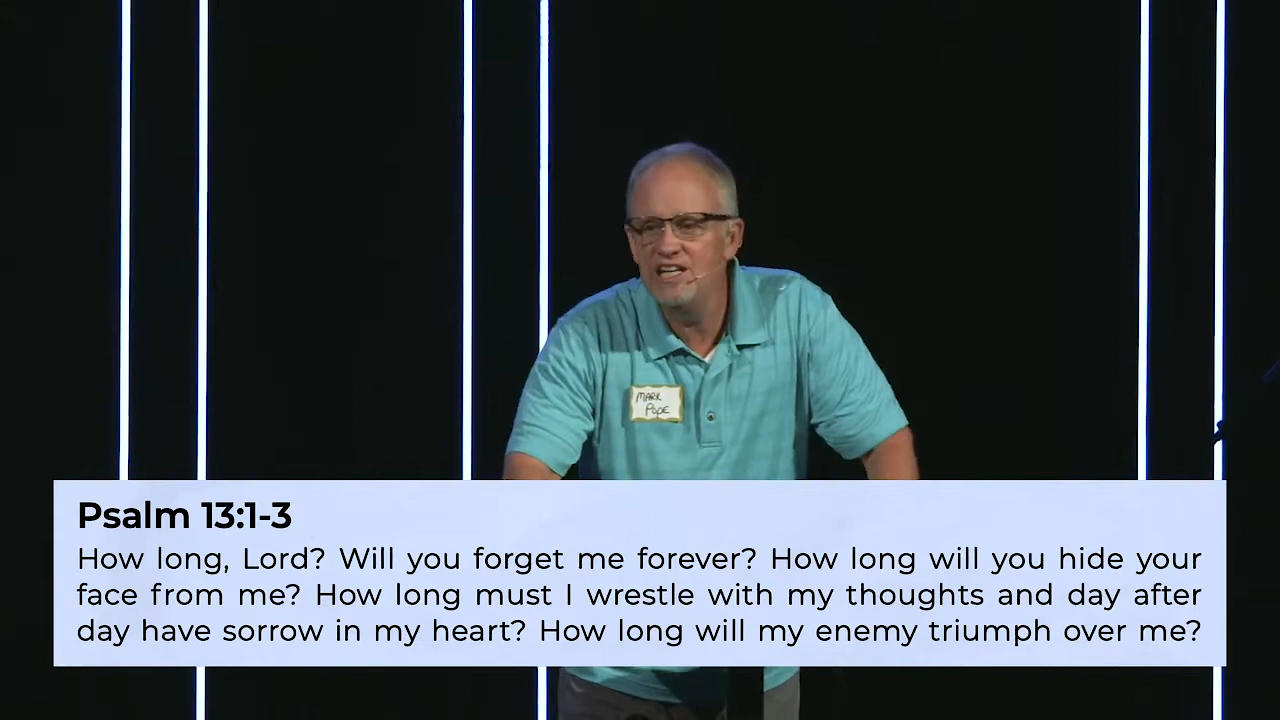 MARK
POPE
Psalm 13:1-3
How long, Lord? Will you forget me forever? How long will you hide your
face from me? How long must I wrestle with my thoughts and day after
day have sorrow in my heart? How long will my enemy triumph over me?